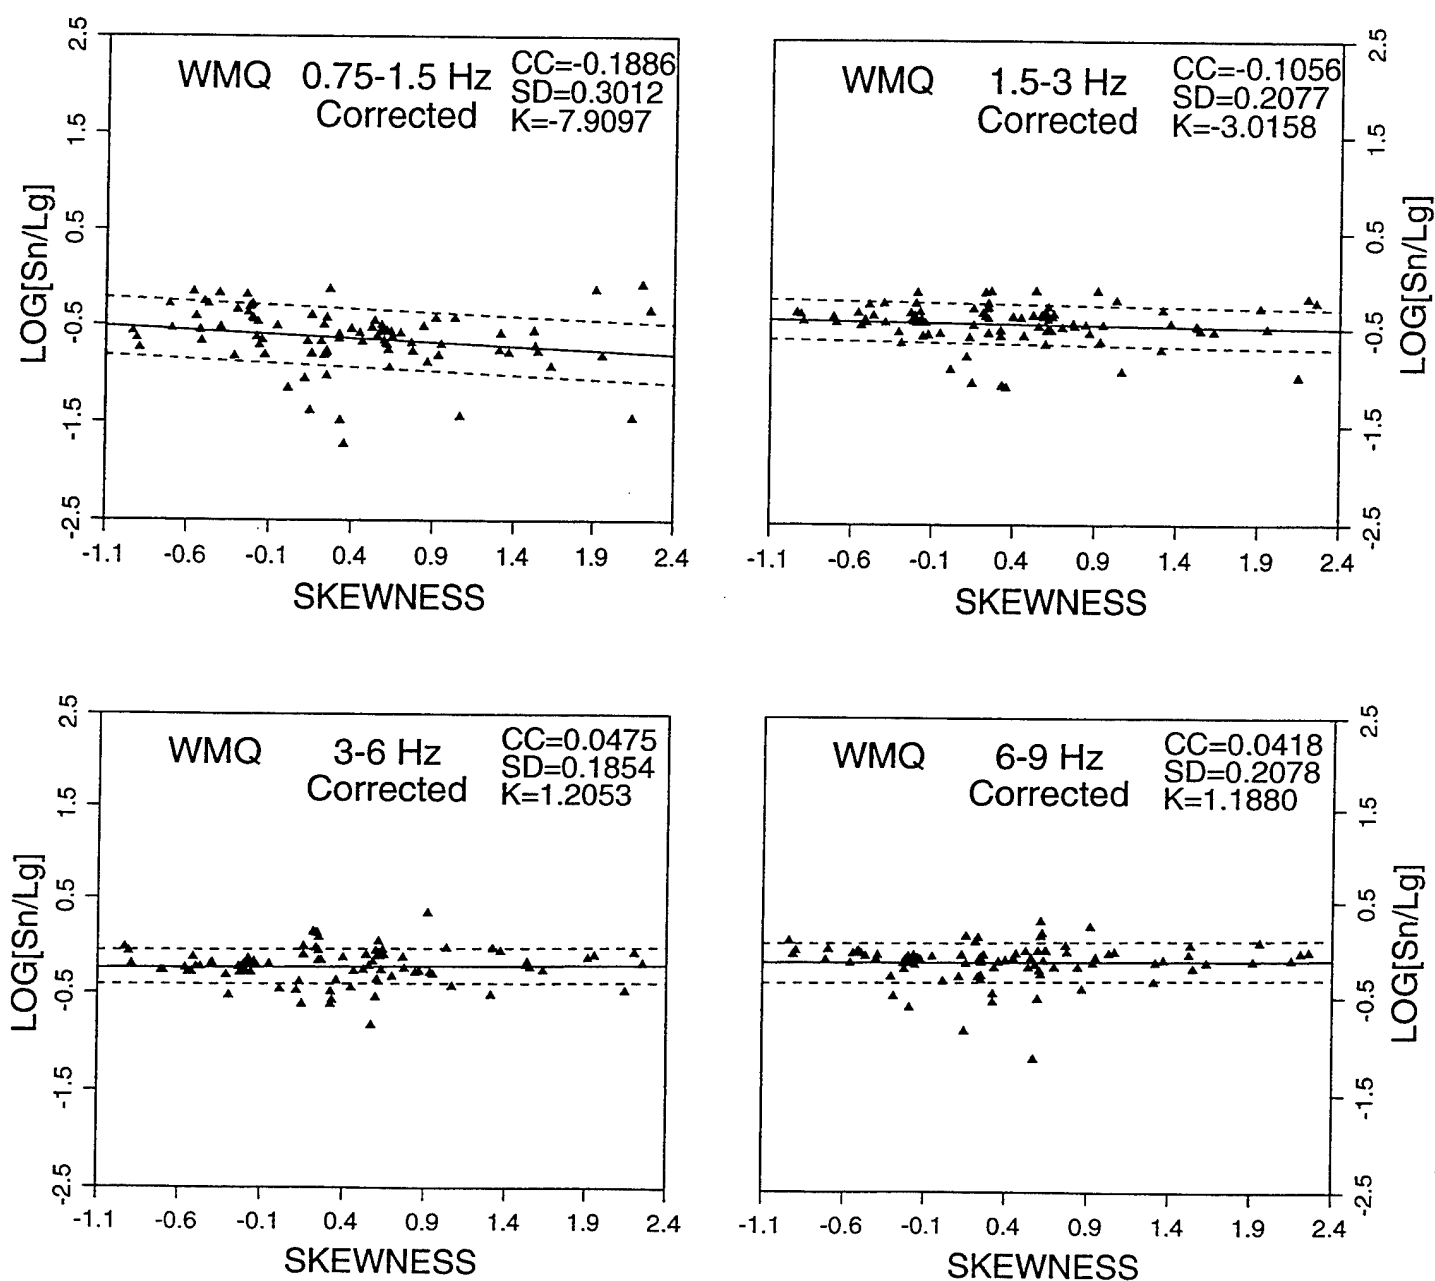 WMQ 0.75-1.5 Hz
Corrected
CC=-0.1886
SD=0.3012
K=-7.9097
LOG[Sn/Lg]
2.5
1.5
0.5
-0.5
-1.5
-2.5
-1.1 -0.6 -0.1 0.4 0.9 1.4 1.9 2.4
SKEWNESS
WMQ 1.5-3 Hz
Corrected
CC=-0.1056
SD=0.2077
K=-3.0158
2.5
1.5
0.5
-0.5
-1.5
-2.5
LOG[Sn/Lg]
-1.1 -0.6 -0.1 0.4 0.9 1.4 1.9 2.4
SKEWNESS
WMQ 3-6 Hz
Corrected
CC=0.0475
SD=0.1854
K=1.2053
LOG[Sn/Lg]
2.5
1.5
0.5
-0.5
-1.5
-2.5
-1.1 -0.6 -0.1 0.4 0.9 1.4 1.9 2.4
SKEWNESS
WMQ 6-9 Hz
Corrected
CC=0.0418
SD=0.2078
K=1.1880
2.5
1.5
0.5
-0.5
-1.5
-2.5
LOG[Sn/Lg]
-1.1 -0.6 -0.1 0.4 0.9 1.4 1.9 2.4
SKEWNESS